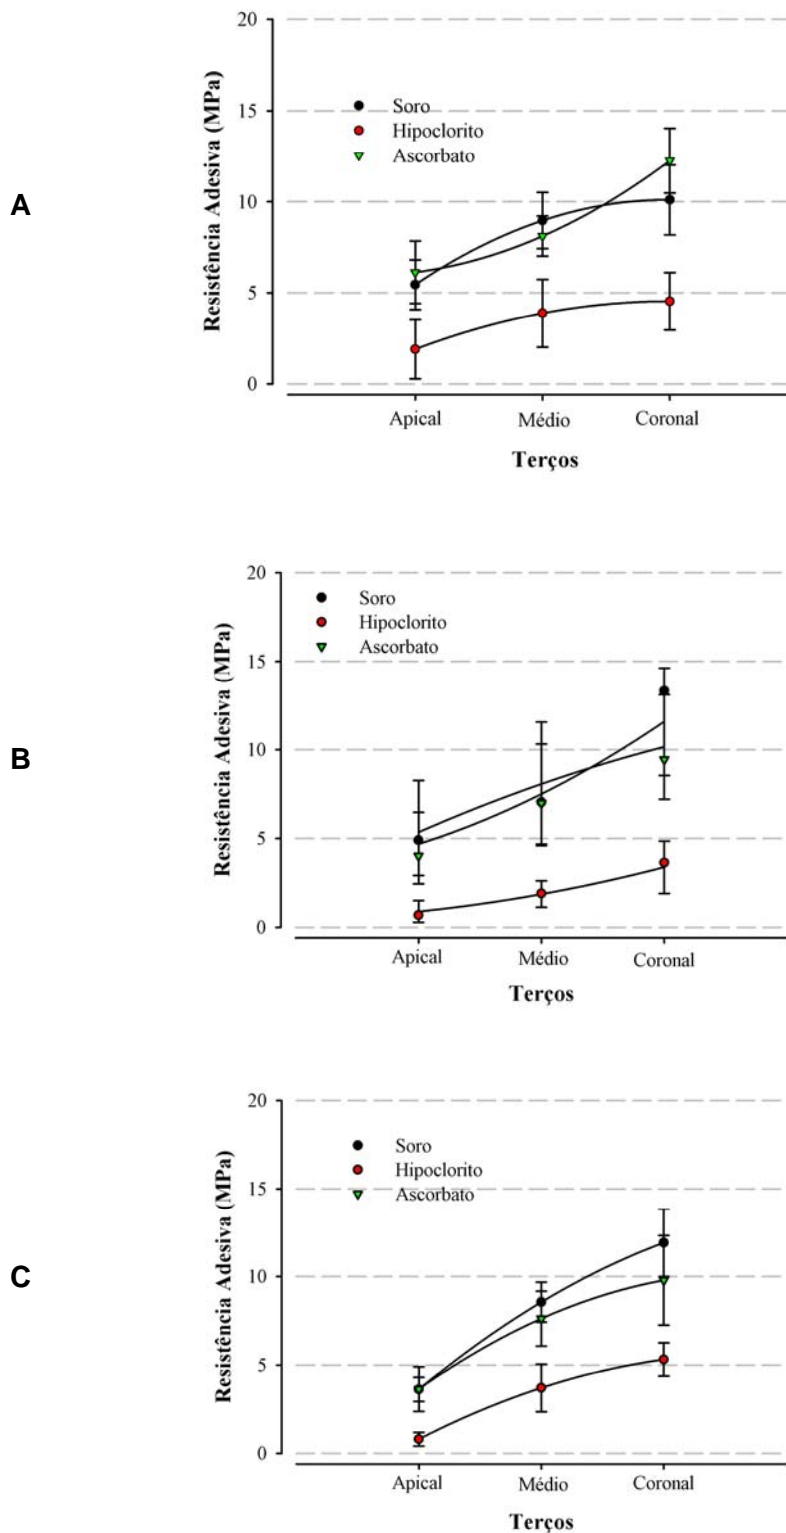 A
Resistência Adesiva (MPa)
20
15
10
5
0
Soro
Hipoclorito
Ascorbato
Apical Médio Coronal
Terços
B
Resistência Adesiva (MPa)
20
15
10
5
0
Soro
Hipoclorito
Ascorbato
Apical Médio Coronal
Terços
C
Resistência Adesiva (MPa)
20
15
10
5
0
Soro
Hipoclorito
Ascorbato
Apical Médio Coronal
Terços